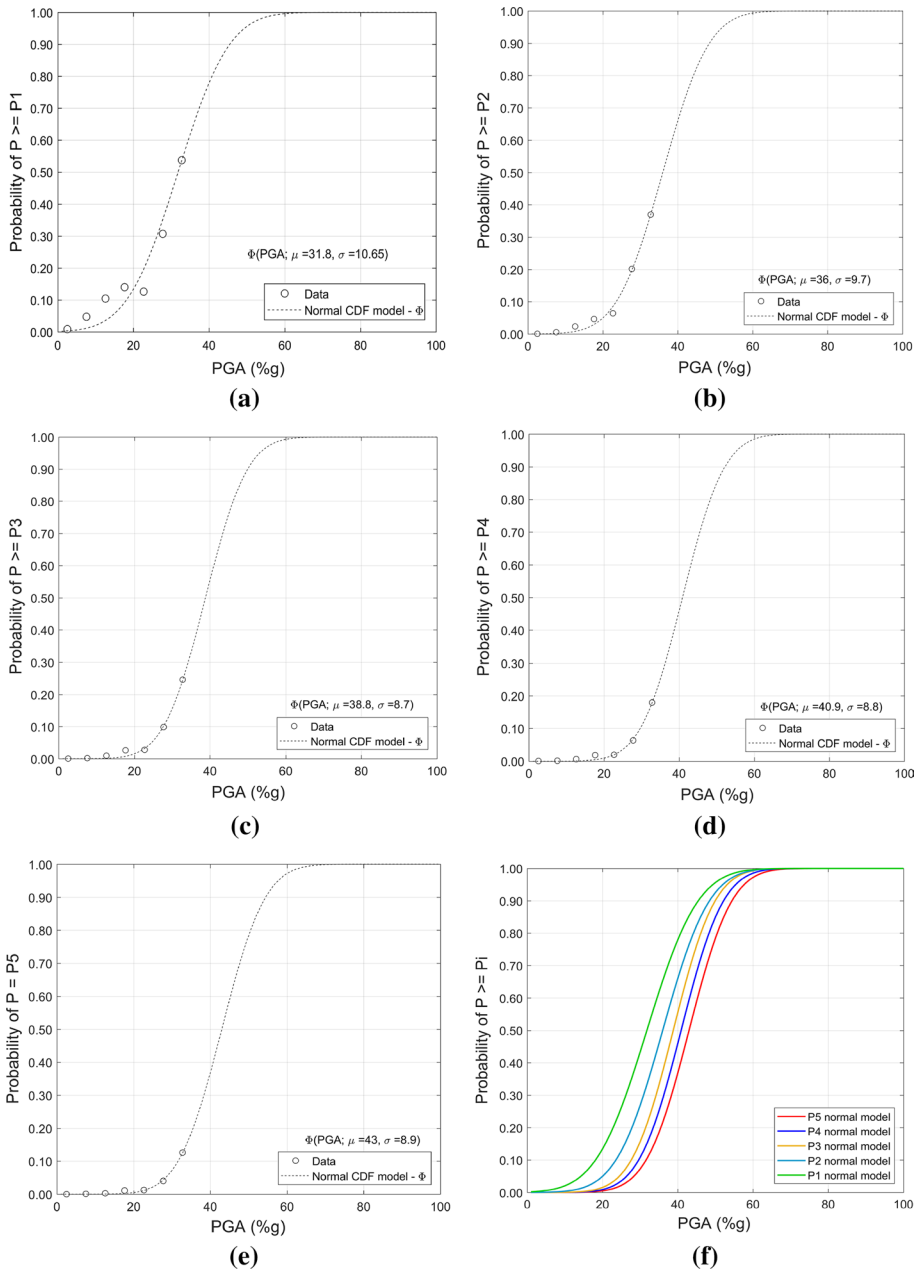 1.00
0.90
0.80
0.70
0.60
0.50
0.40
0.30
0.20
0.10
0.00
Probability of P >= P1
Φ(PGA; μ =31.8, σ =10.65)
Data
Normal CDF model - Φ
0 20 40 60 80 100
PGA (%g)
(a)
1.00
0.90
0.80
0.70
0.60
0.50
0.40
0.30
0.20
0.10
0.00
Probability of P >= P2
Φ(PGA; μ =36, σ =9.7)
Data
Normal CDF model - Φ
0 20 40 60 80 100
PGA (%g)
(b)
1.00
0.90
0.80
0.70
0.60
0.50
0.40
0.30
0.20
0.10
0.00
Probability of P >= P3
Φ(PGA; μ =38.8, σ =8.7)
Data
Normal CDF model - Φ
0 20 40 60 80 100
PGA (%g)
(c)
1.00
0.90
0.80
0.70
0.60
0.50
0.40
0.30
0.20
0.10
0.00
Probability of P >= P4
Φ(PGA; μ =40.9, σ =8.8)
Data
Normal CDF model - Φ
0 20 40 60 80 100
PGA (%g)
(d)
1.00
0.90
0.80
0.70
0.60
0.50
0.40
0.30
0.20
0.10
0.00
Probability of P = P5
Φ(PGA; μ =43, σ =8.9)
Data
Normal CDF model - Φ
0 20 40 60 80 100
PGA (%g)
(e)
1.00
0.90
0.80
0.70
0.60
0.50
0.40
0.30
0.20
0.10
0.00
Probability of P >= Pi
P5 normal model
P4 normal model
P3 normal model
P2 normal model
P1 normal model
0 20 40 60 80 100
PGA (%g)
(f)